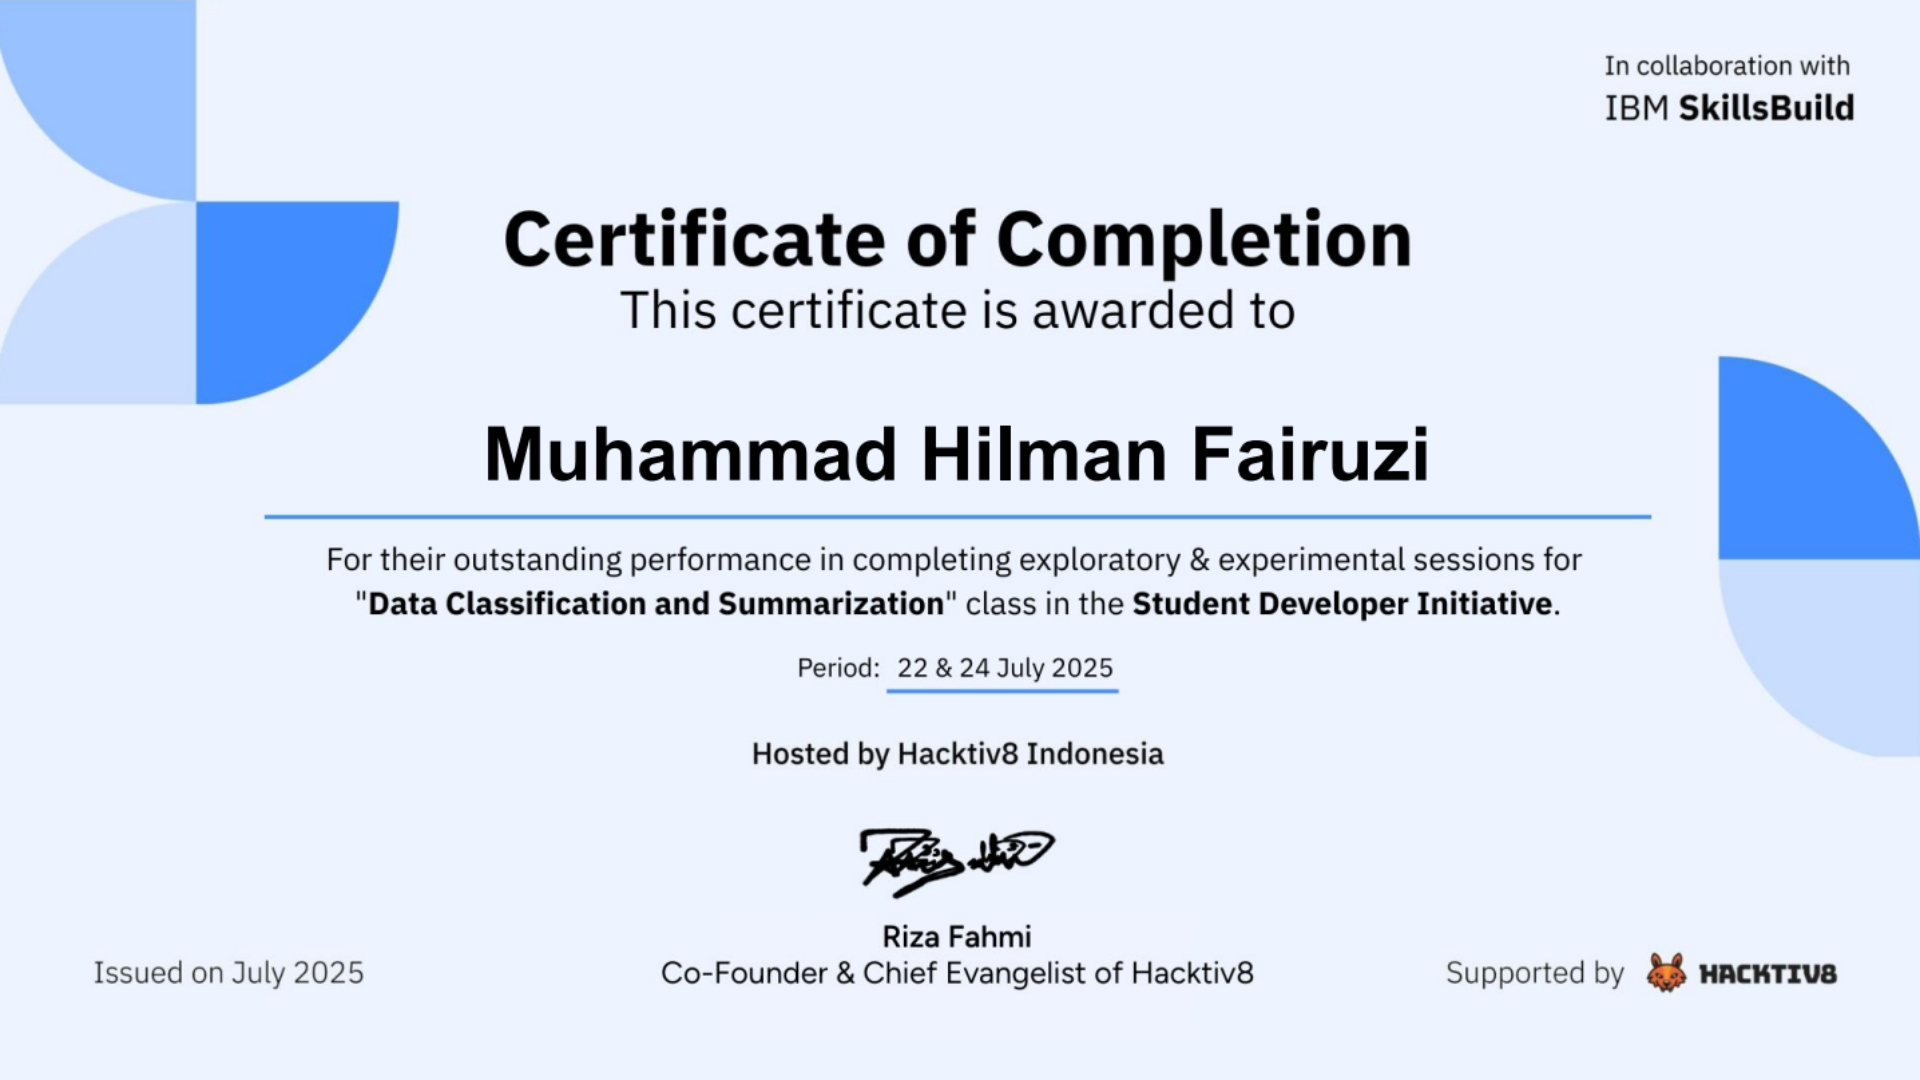 In collaboration with
IBM SkillsBuild
Certificate of Completion
This certificate is awarded to
Muhammad Hilman Fairuzi
For their outstanding performance in completing exploratory & experimental sessions for
"Data Classification and Summarization" class in the Student Developer Initiative.
Period: 22 & 24 July 2025
Hosted by Hacktiv8 Indonesia
Riza Fahmi
Co-Founder & Chief Evangelist of Hacktiv8
Issued on July 2025
Supported by HACKTIV8